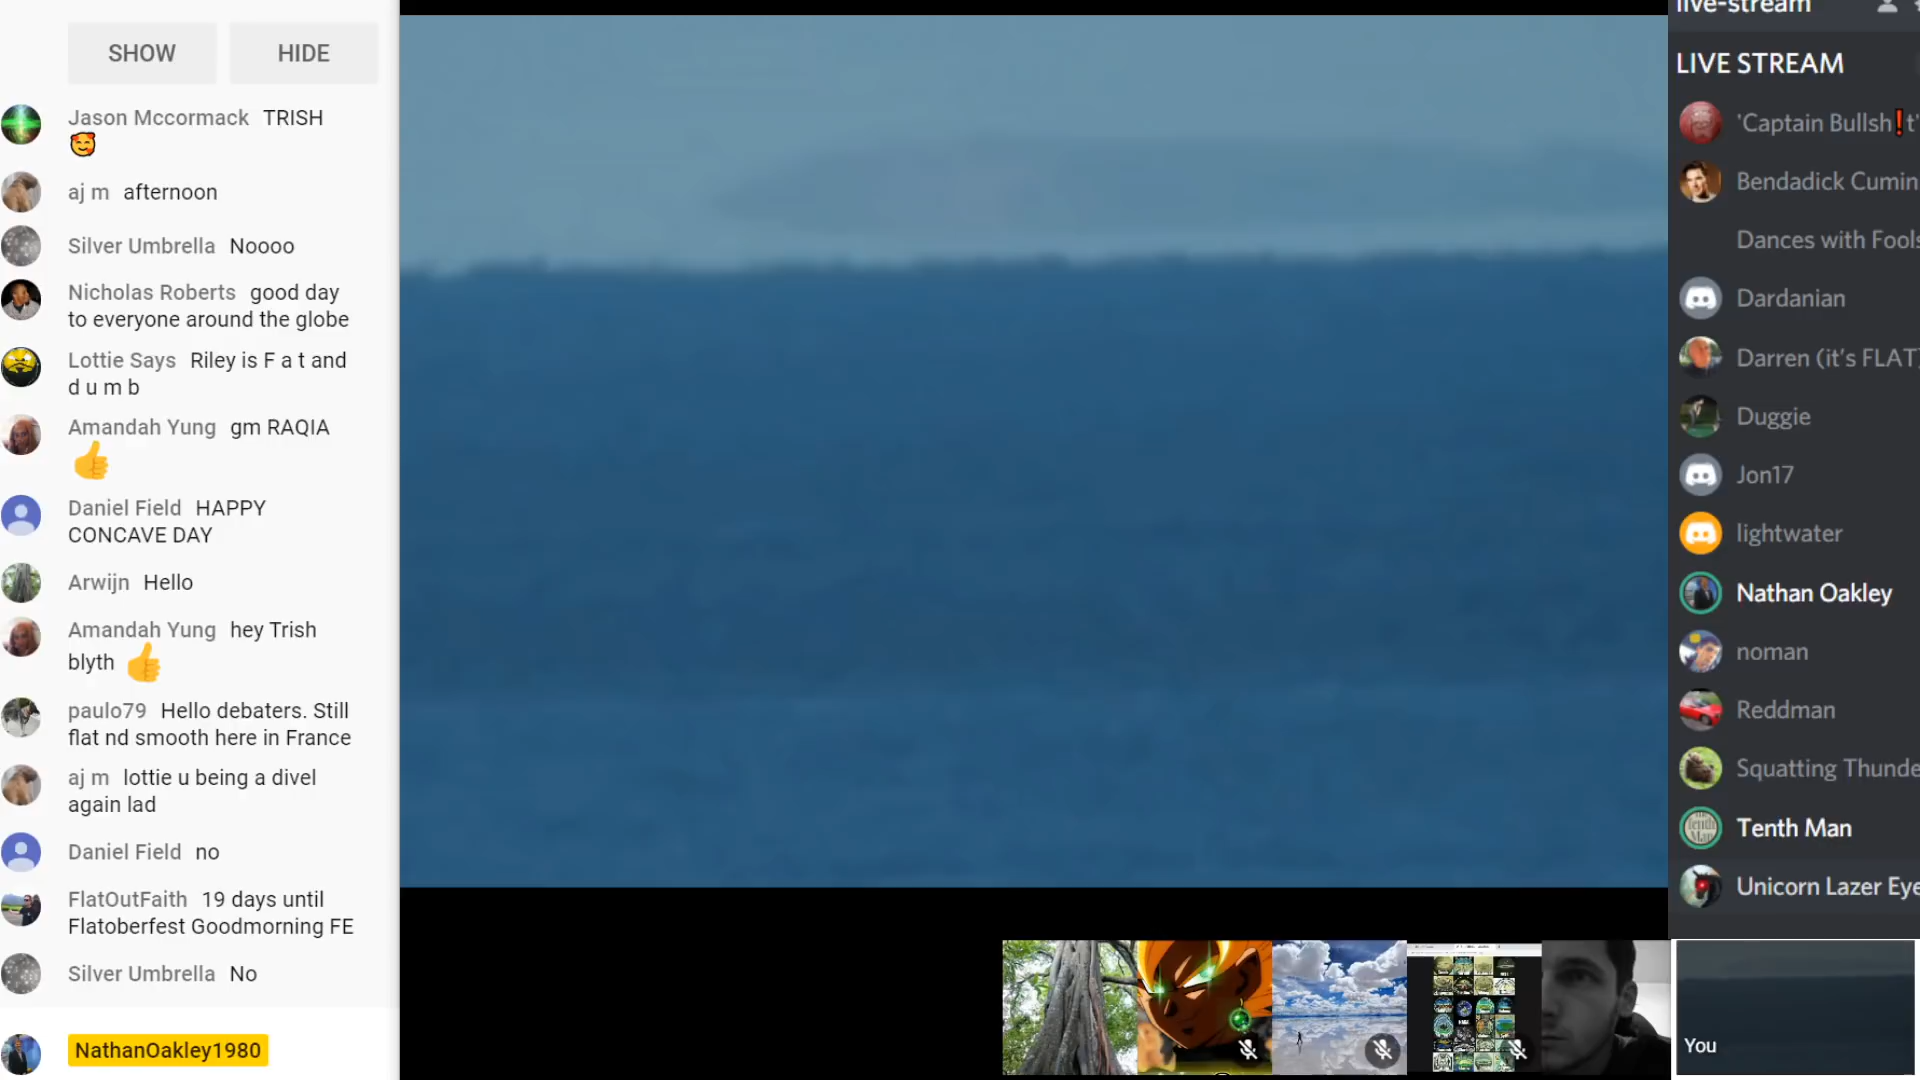 SHOW HIDE
Jason Mccormack TRISH
aj m afternoon
Silver Umbrella Noooo
Nicholas Roberts good day
to everyone around the globe
Lottie Says Riley is F a t and
d u m b
Amandah Yung gm RAQIA
Daniel Field HAPPY
CONCAVE DAY
Arwijn Hello
Amandah Yung hey Trish
blyth
paulo79 Hello debaters. Still
flat nd smooth here in France
aj m lottie u being a divel
again lad
Daniel Field no
FlatOutFaith 19 days until
Flatoberfest Goodmorning FE
Silver Umbrella No
NathanOakley1980
live-stream
LIVE STREAM
'Captain Bullsh❗t'
Bendadick Cumin
Dances with Fools
Dardanian
Darren (it's FLAT)
Duggie
Jon17
lightwater
Nathan Oakley
noman
Reddman
Squatting Thunde
Tenth Man
Unicorn Lazer Eye
You